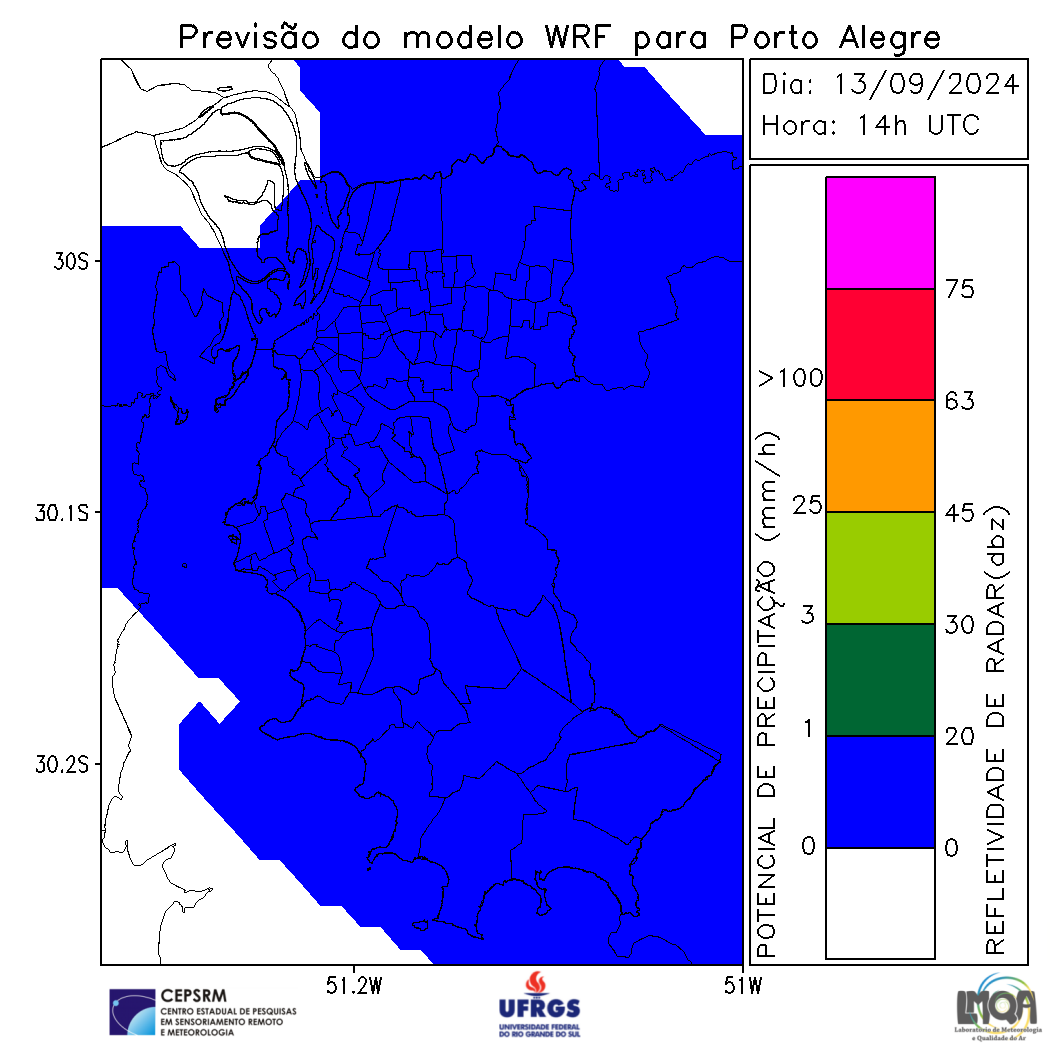 Previsão do modelo WRF para Porto Alegre
Dia: 13/09/2024
Hora: 14h UTC
30S
30.1S
30.2S
51.2W
51W
POTENCIAL DE PRECIPITAÇÃO (mm/h)
>100
25
3
1
0
75
63
45
30
20
0
REFLETIVIDADE DE RADAR(dbz)
CEPSRM
CENTRO ESTADUAL DE PESQUISAS
EM SENSORIAMENTO REMOTO
E METEOROLOGIA
UFRGS
UNIVERSIDADE FEDERAL
DO RIO GRANDE DO SUL
LMQA
Laboratório de Meteorologia
e Qualidade do Ar